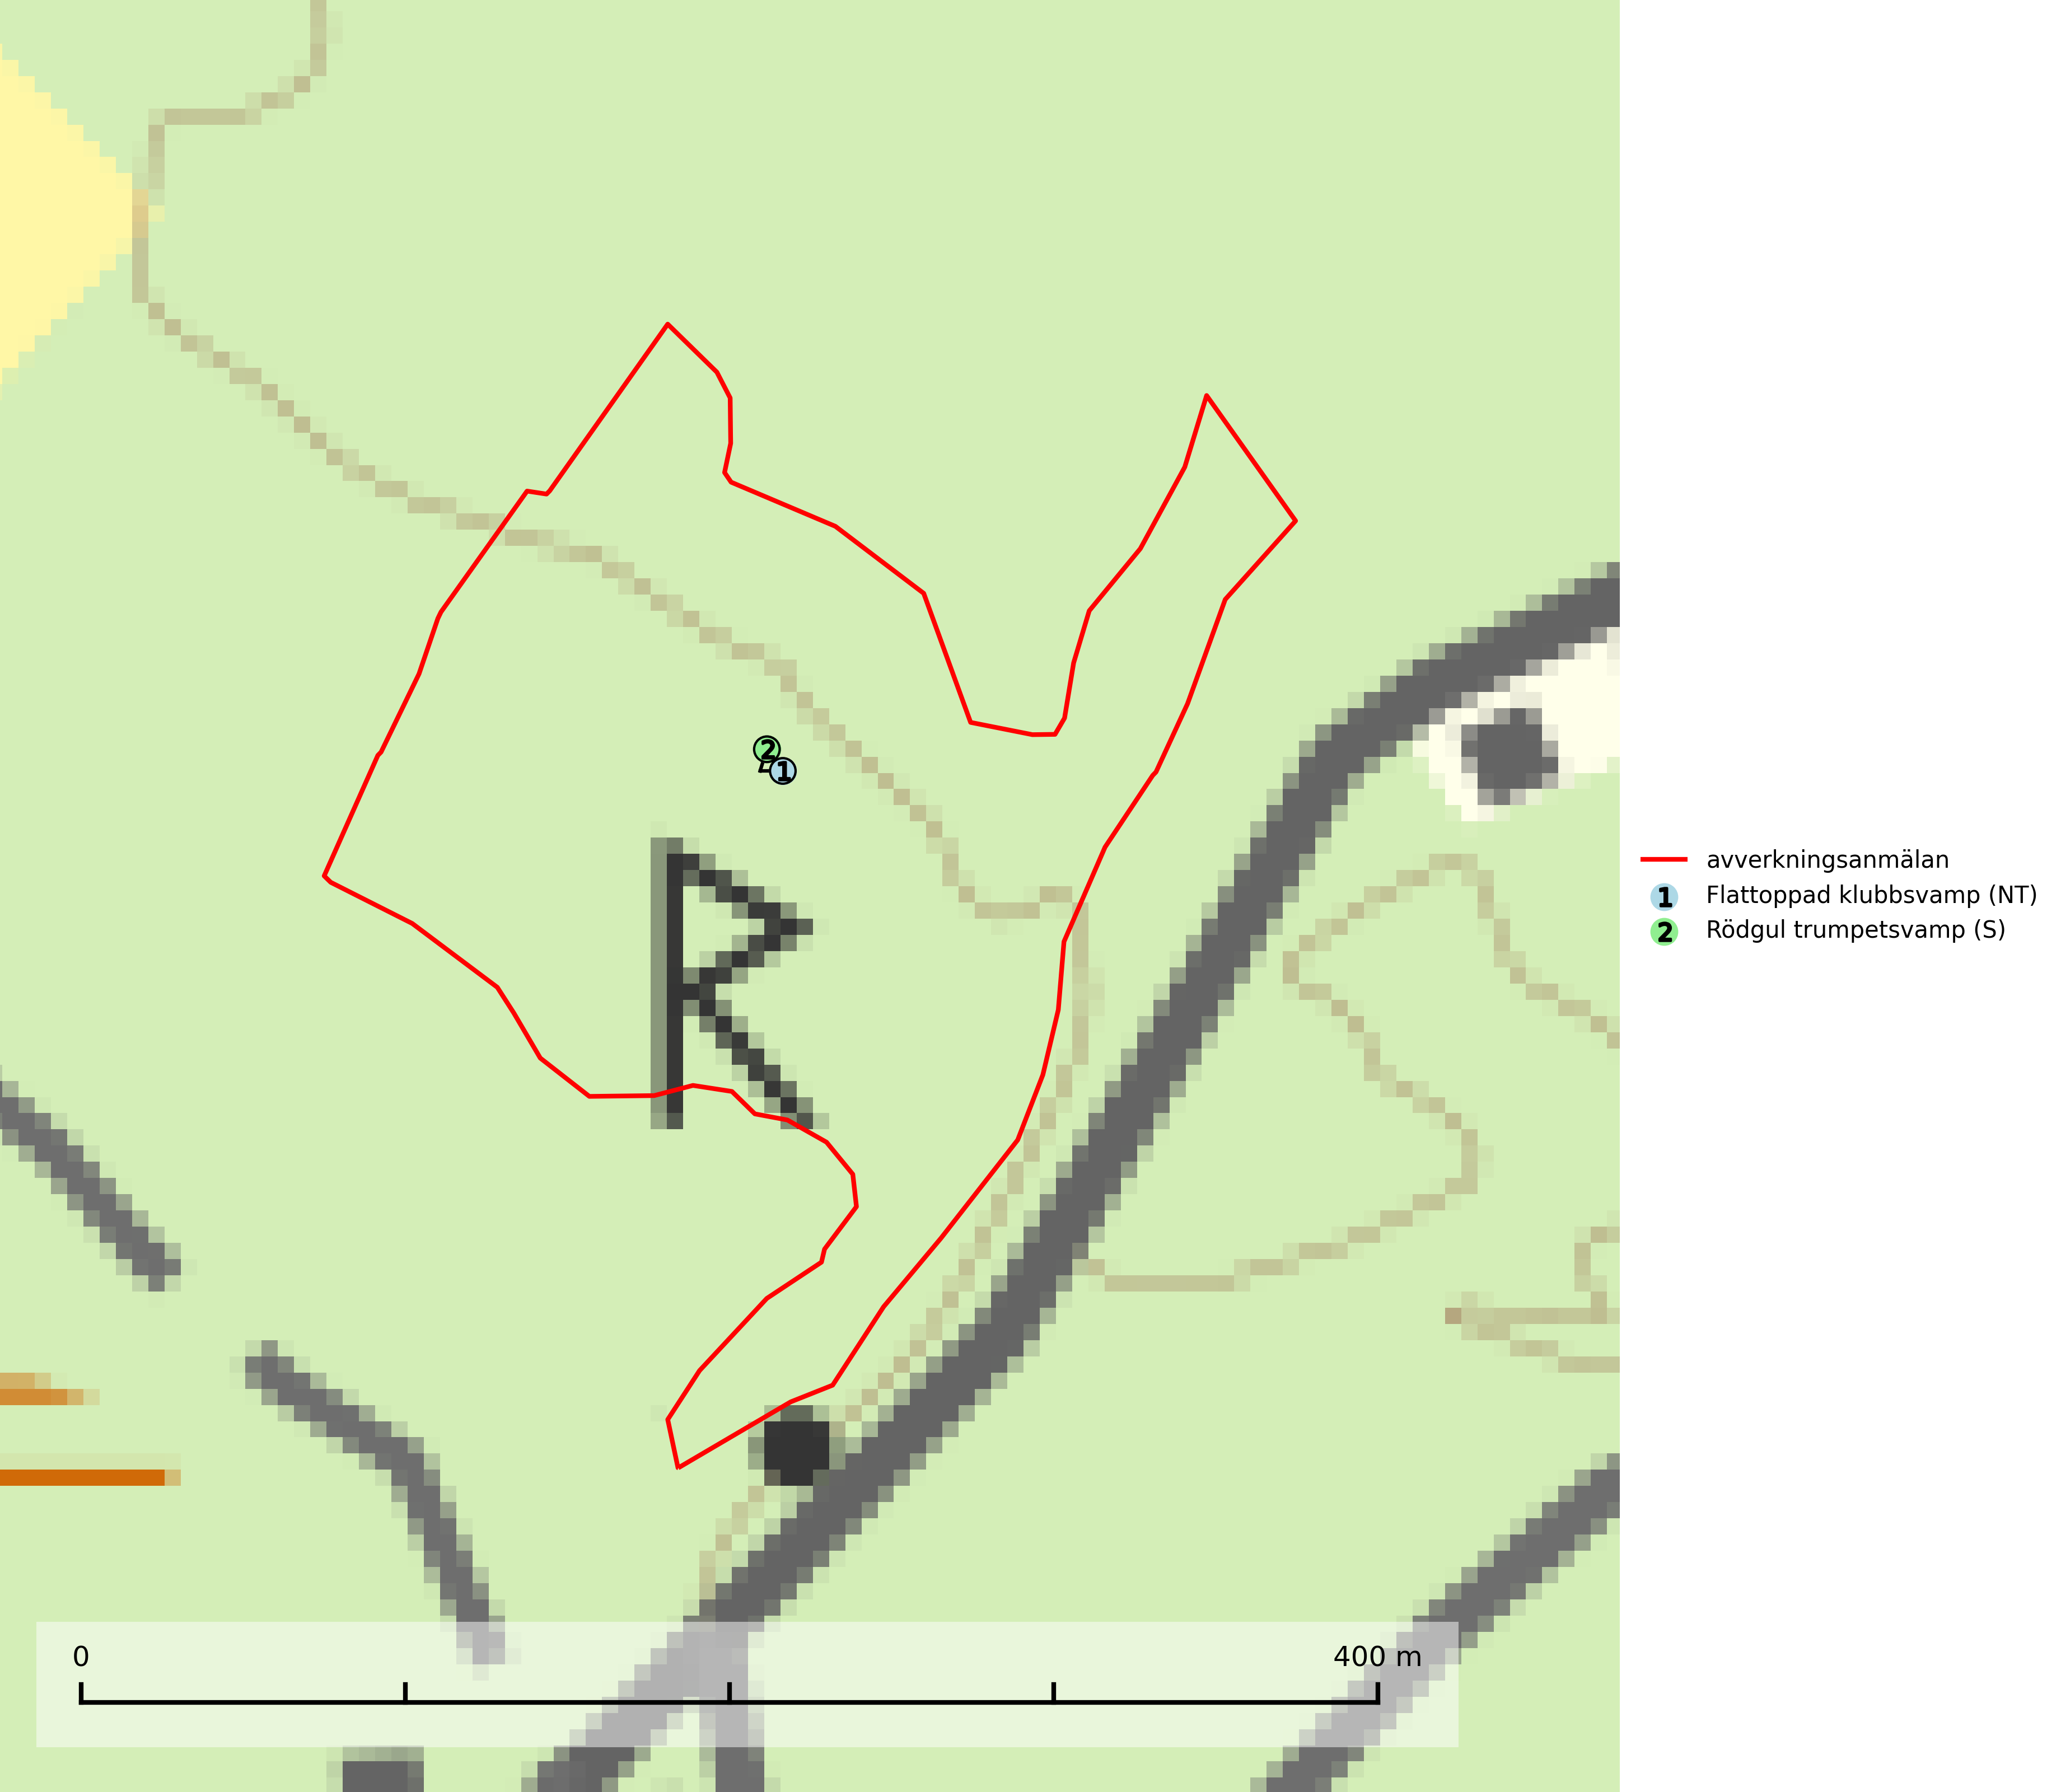 2
1
R
avverkningsanmälan
1 Flattoppad klubbsvamp (NT)
2 Rödgul trumpetsvamp (S)
0 400 m